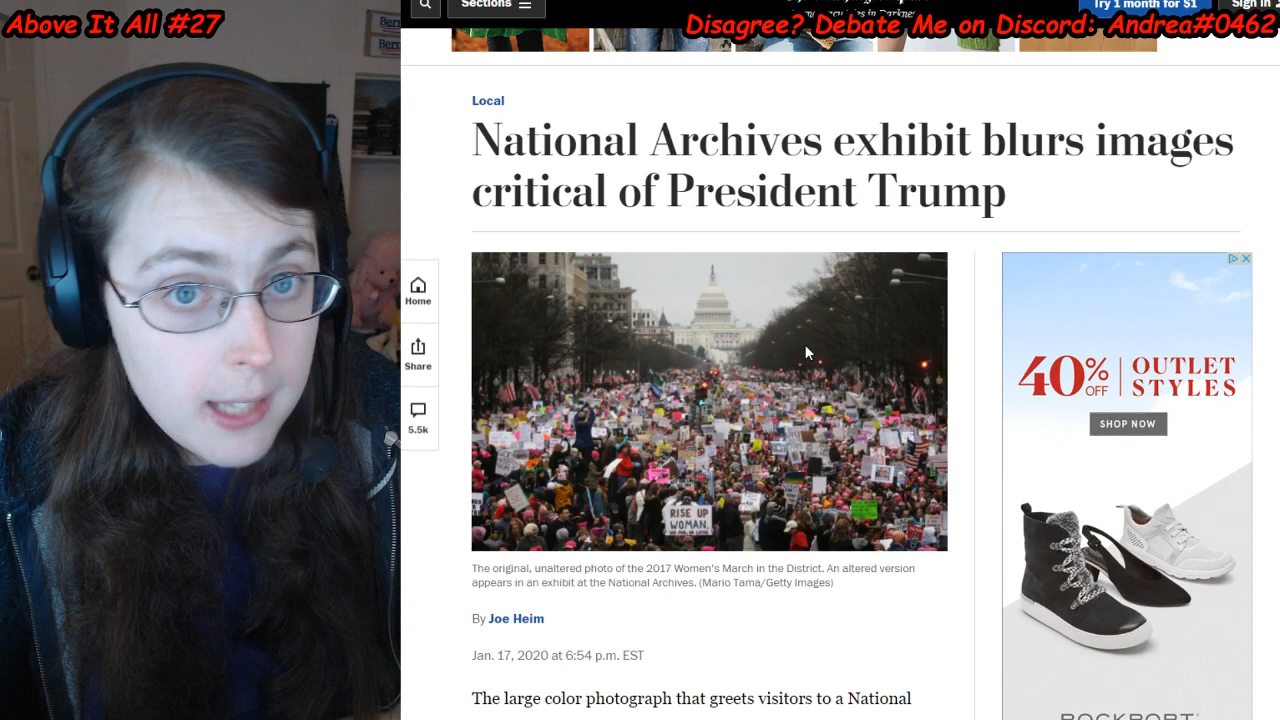 Above It All #27
Disagree? Debate Me on Discord: Andrea#0462
Sections
Try 1 month for $1
Sign in
Local
National Archives exhibit blurs images
critical of President Trump
Home
Share
5.5k
RISE UP
WOMAN.
40% OFF
OUTLET
STYLES
SHOP NOW
The original, unaltered photo of the 2017 Women's March in the District. An altered version
appears in an exhibit at the National Archives. (Mario Tama/Getty Images)
By Joe Heim
Jan. 17, 2020 at 6:54 p.m. EST
The large color photograph that greets visitors to a National
ROCKPORT